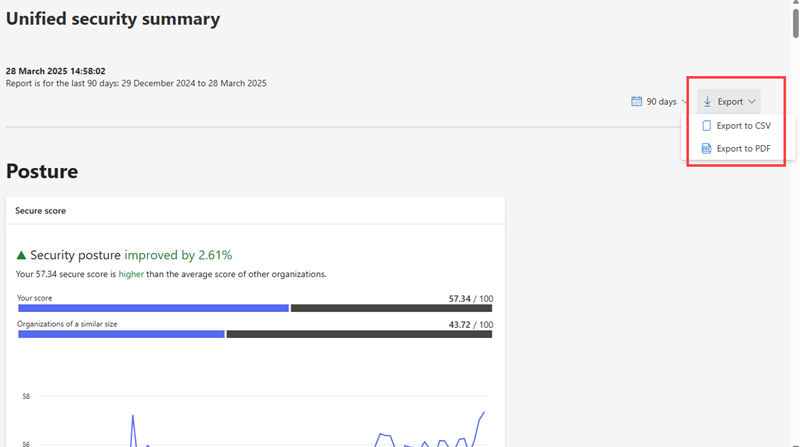 Unified security summary
28 March 2025 14:58:02
Report is for the last 90 days: 29 December 2024 to 28 March 2025
90 days
Export
Export to CSV
Export to PDF
Posture
Secure score
Security posture improved by 2.61%
Your 57.34 secure score is higher than the average score of other organizations.
Your score 57.34 / 100
Organizations of a similar size 43.72 / 100
58
56